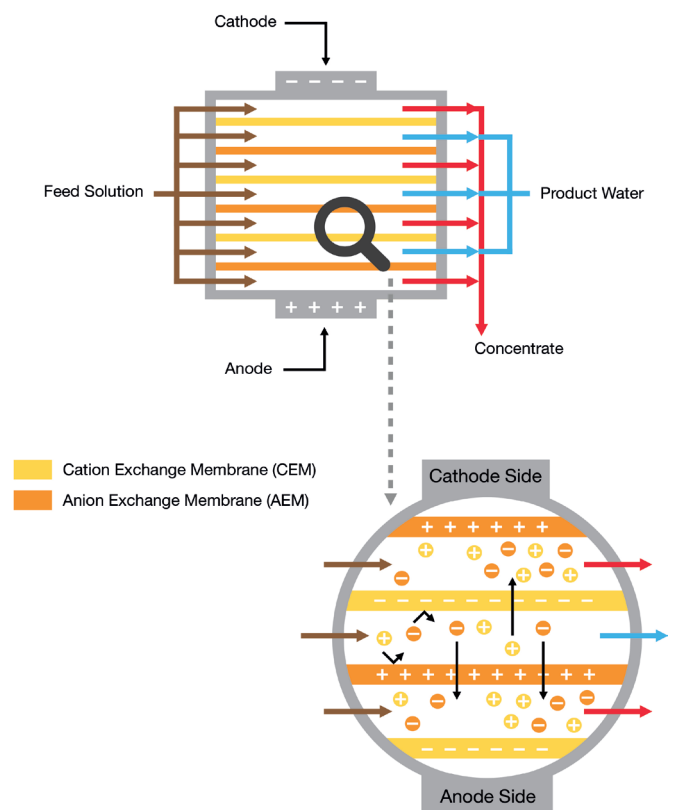 Cathode
− − − −
Feed Solution
Product Water
+ + + +
Concentrate
Anode
Cation Exchange Membrane (CEM)
Anion Exchange Membrane (AEM)
Cathode Side
Anode Side